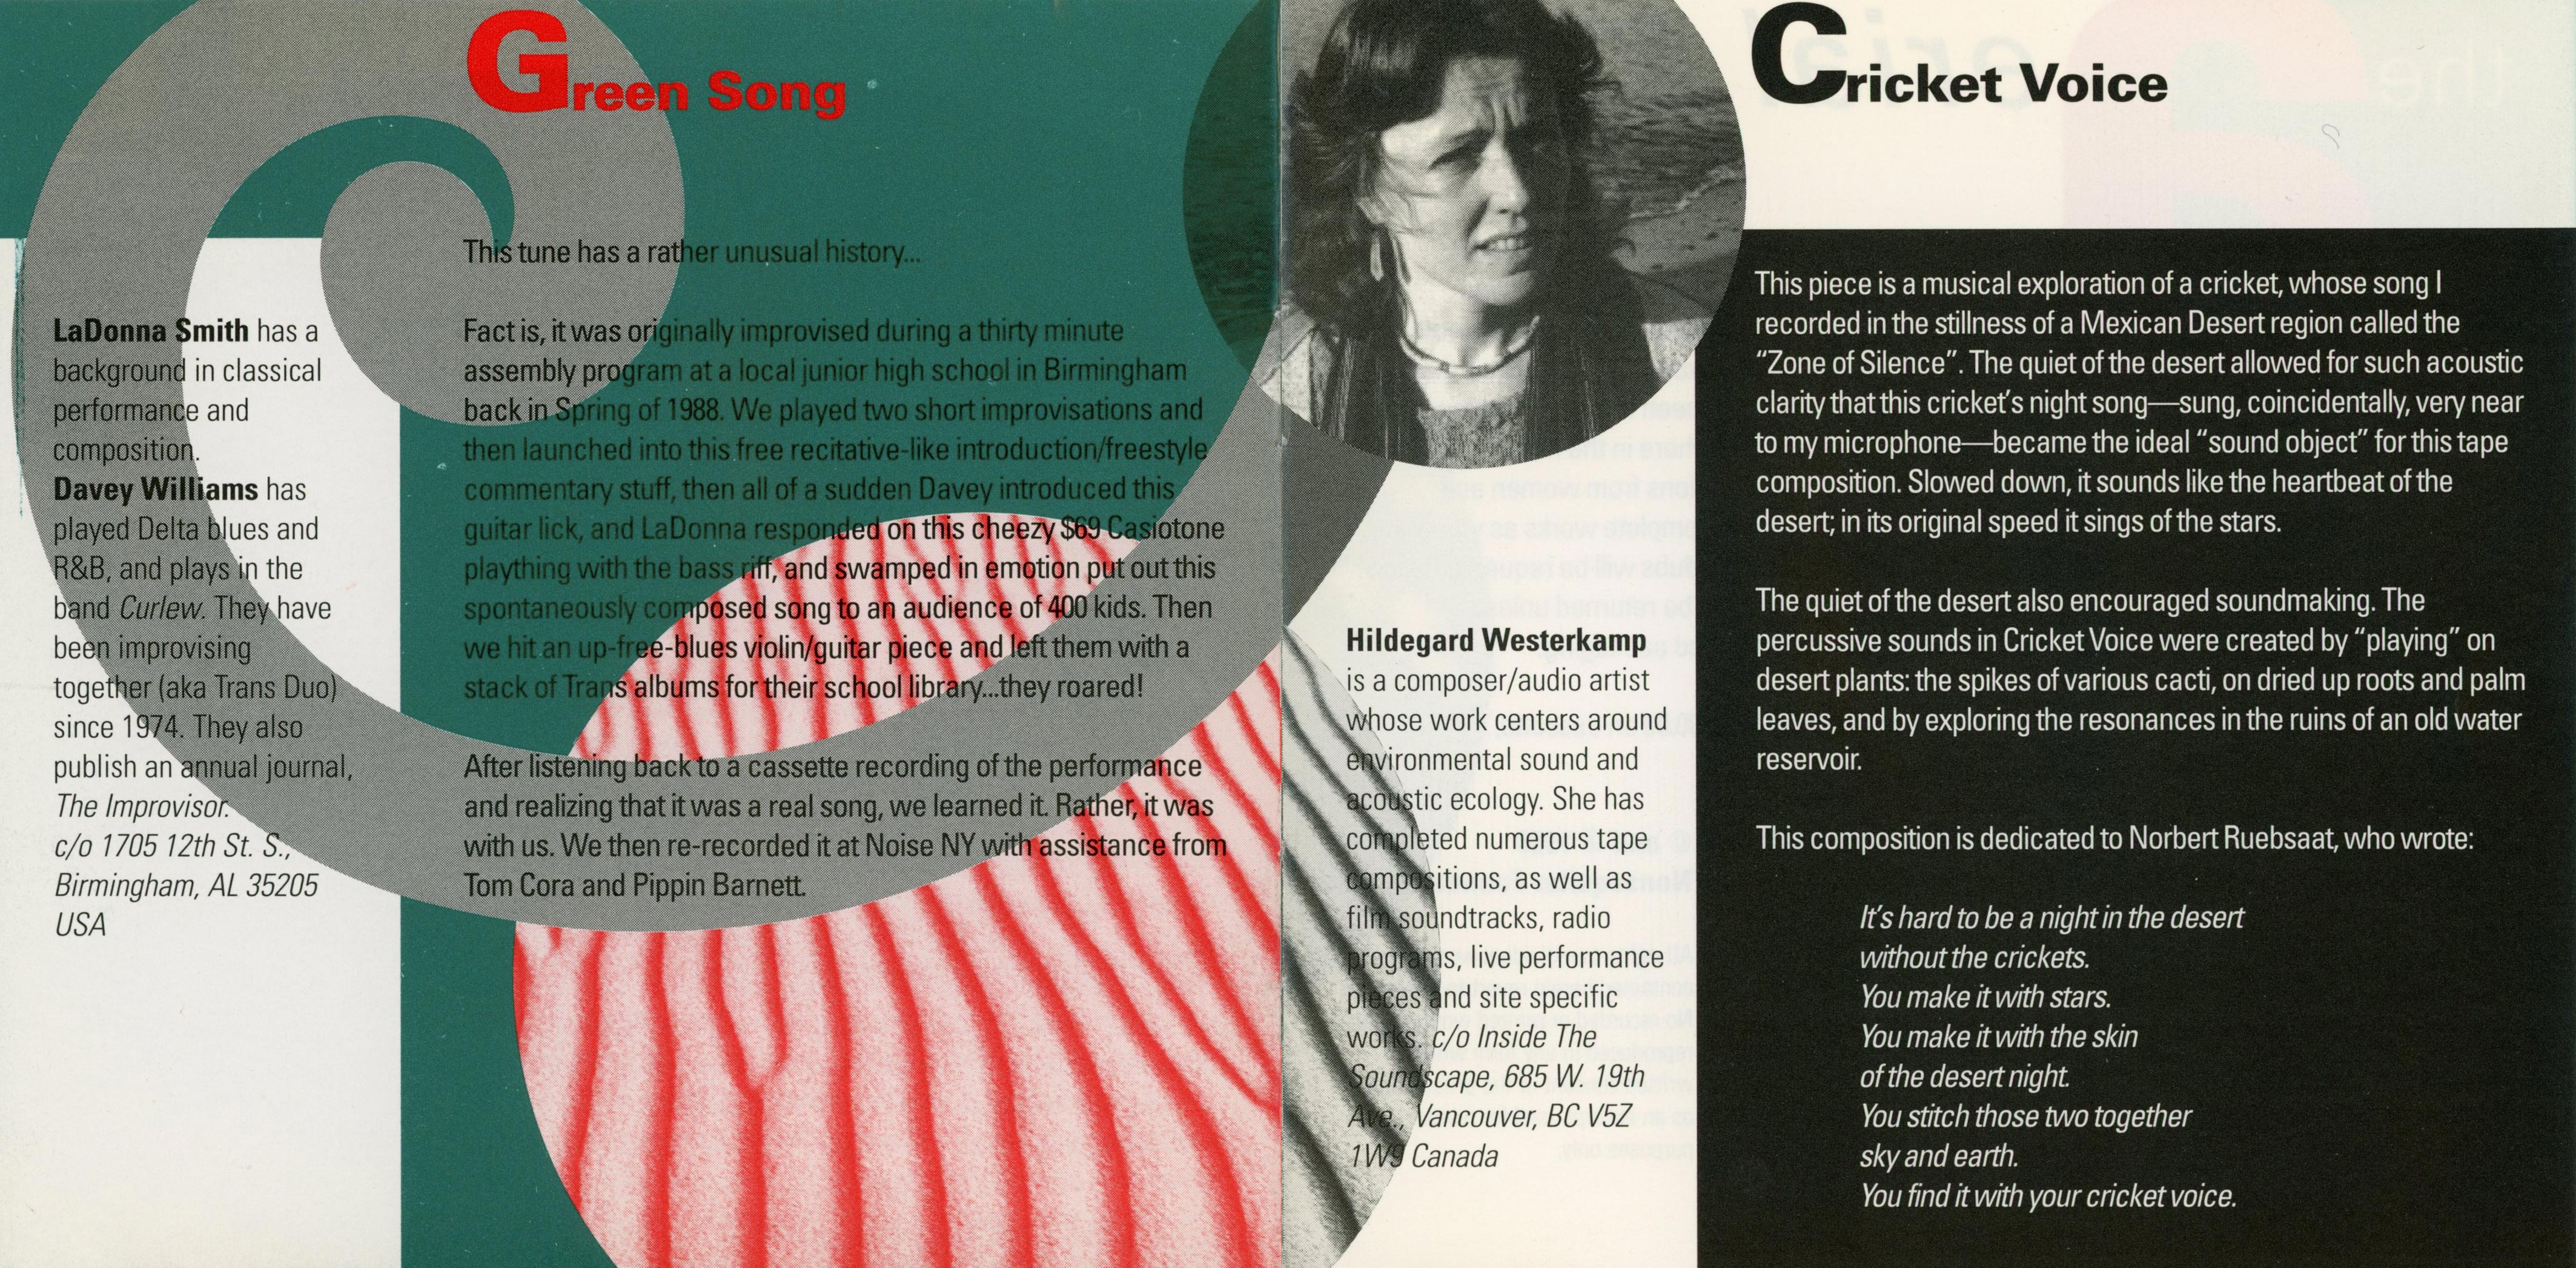 Green Song
LaDonna Smith has a
background in classical
performance and
composition.
Davey Williams has
played Delta blues and
R&B, and plays in the
band Curlew. They have
been improvising
together (aka Trans Duo)
since 1974. They also
publish an annual journal,
The Improvisor.
c/o 1705 12th St. S.,
Birmingham, AL 35205
USA
This tune has a rather unusual history...
Fact is, it was originally improvised during a thirty minute
assembly program at a local junior high school in Birmingham
back in Spring of 1988. We played two short improvisations and
then launched into this free recitative-like introduction/freestyle
commentary stuff, then all of a sudden Davey introduced this
guitar lick, and LaDonna responded on this cheezy $69 Casiotone
plaything with the bass riff, and swamped in emotion put out this
spontaneously composed song to an audience of 400 kids. Then
we hit an up-free-blues violin/guitar piece and left them with a
stack of Trans albums for their school library...they roared!
After listening back to a cassette recording of the performance
and realizing that it was a real song, we learned it. Rather, it was
with us. We then re-recorded it at Noise NY with assistance from
Tom Cora and Pippin Barnett.
Cricket Voice
Hildegard Westerkamp
is a composer/audio artist
whose work centers around
environmental sound and
acoustic ecology. She has
completed numerous tape
compositions, as well as
film soundtracks, radio
programs, live performance
pieces and site specific
works. c/o Inside The
Soundscape, 685 W. 19th
Ave., Vancouver, BC V5Z
1W9 Canada
This piece is a musical exploration of a cricket, whose song I
recorded in the stillness of a Mexican Desert region called the
“Zone of Silence”. The quiet of the desert allowed for such acoustic
clarity that this cricket’s night song—sung, coincidentally, very near
to my microphone—became the ideal “sound object” for this tape
composition. Slowed down, it sounds like the heartbeat of the
desert; in its original speed it sings of the stars.
The quiet of the desert also encouraged soundmaking. The
percussive sounds in Cricket Voice were created by “playing” on
desert plants: the spikes of various cacti, on dried up roots and palm
leaves, and by exploring the resonances in the ruins of an old water
reservoir.
This composition is dedicated to Norbert Ruebsaat, who wrote:
It’s hard to be a night in the desert
without the crickets.
You make it with stars.
You make it with the skin
of the desert night.
You stitch those two together
sky and earth.
You find it with your cricket voice.